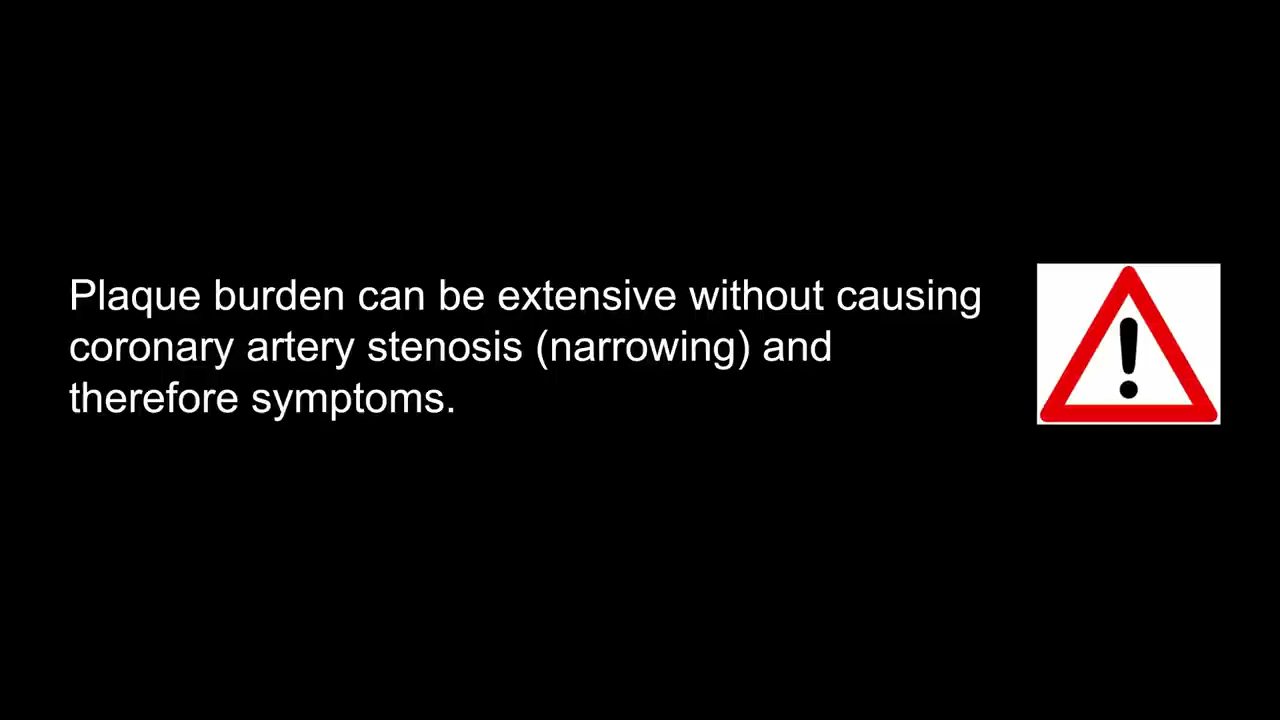 Plaque burden can be extensive without causing
coronary artery stenosis (narrowing) and
therefore symptoms.